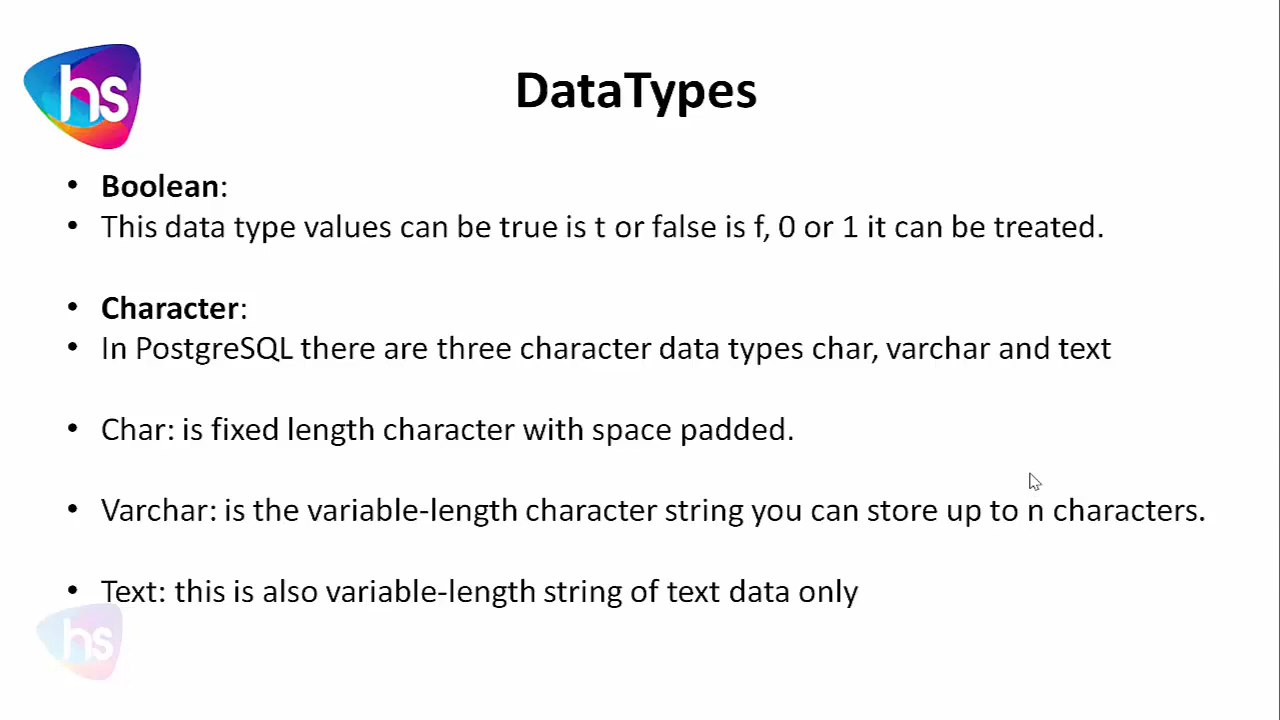 hs
DataTypes
• Boolean:
• This data type values can be true is t or false is f, 0 or 1 it can be treated.
• Character:
• In PostgreSQL there are three character data types char, varchar and text
• Char: is fixed length character with space padded.
• Varchar: is the variable-length character string you can store up to n characters.
• Text: this is also variable-length string of text data only
hs